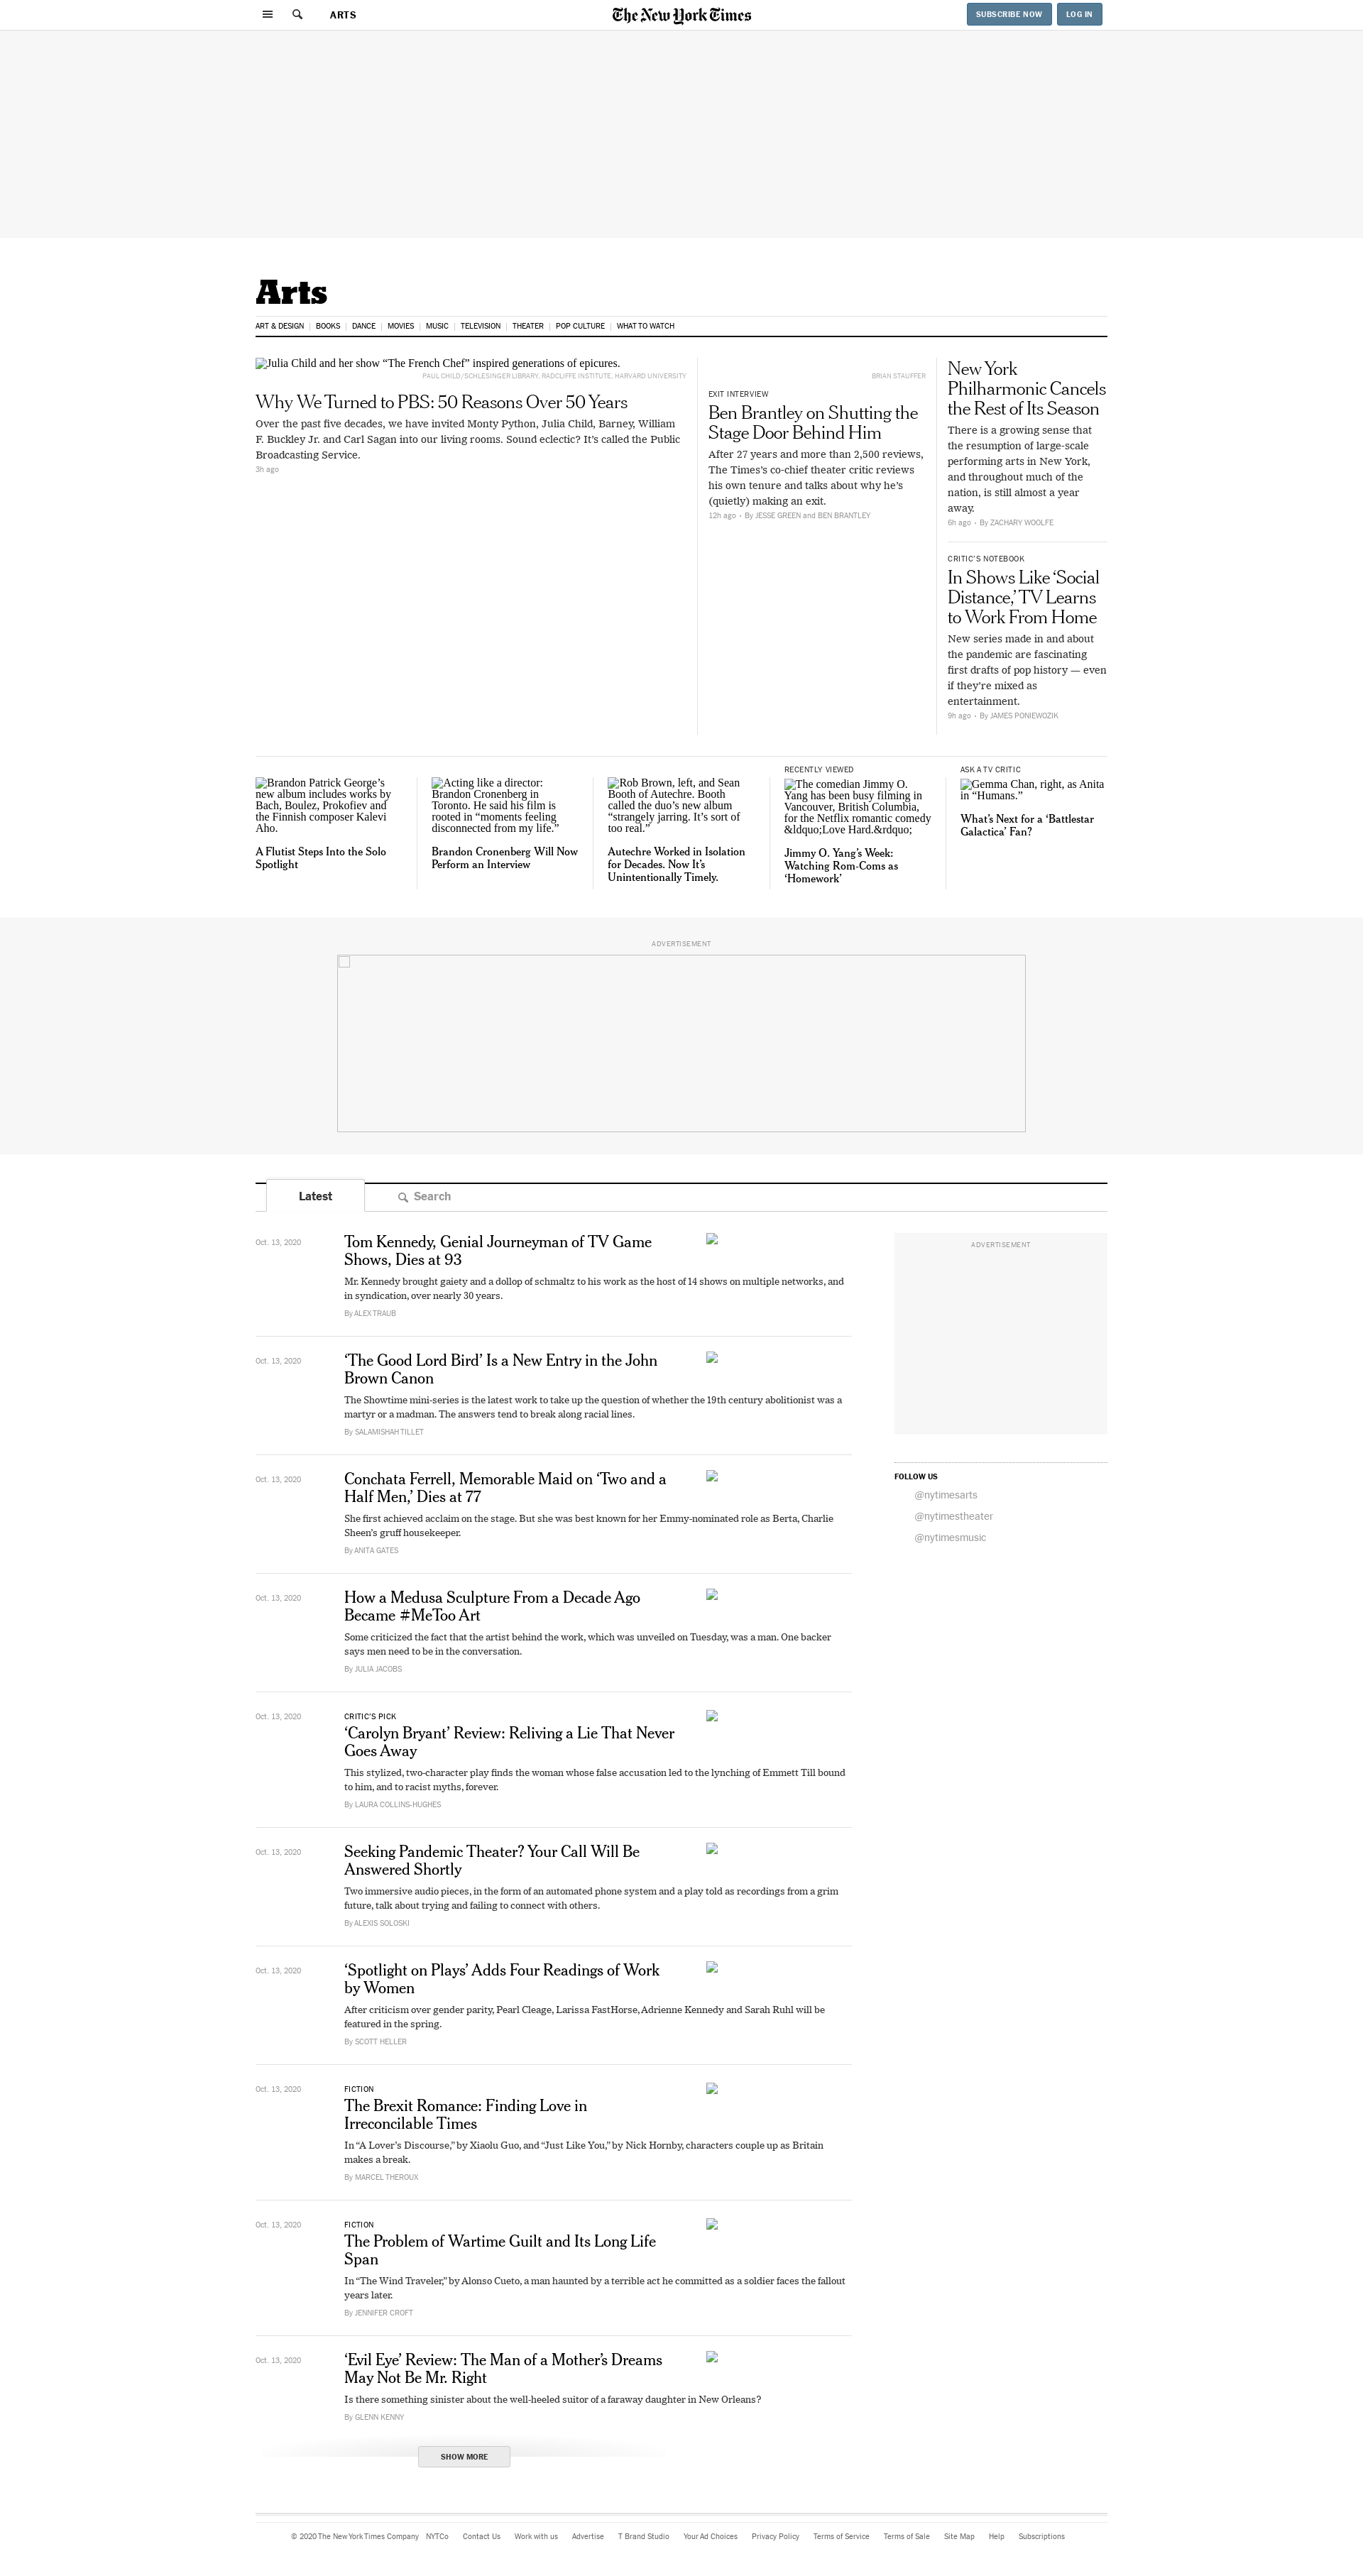 ARTS
The New York Times
SUBSCRIBE NOW
LOG IN
Arts
ART & DESIGN
BOOKS
DANCE
MOVIES
MUSIC
TELEVISION
THEATER
POP CULTURE
WHAT TO WATCH
Julia Child and her show “The French Chef” inspired generations of epicures.
PAUL CHILD/SCHLESINGER LIBRARY, RADCLIFFE INSTITUTE, HARVARD UNIVERSITY
Why We Turned to PBS: 50 Reasons Over 50 Years
Over the past five decades, we have invited Monty Python, Julia Child, Barney, William
F. Buckley Jr. and Carl Sagan into our living rooms. Sound eclectic? It’s called the Public
Broadcasting Service.
3h ago
BRIAN STAUFFER
EXIT INTERVIEW
Ben Brantley on Shutting the
Stage Door Behind Him
After 27 years and more than 2,500 reviews,
The Times’s co-chief theater critic reviews
his own tenure and talks about why he’s
(quietly) making an exit.
12h ago • By JESSE GREEN and BEN BRANTLEY
New York
Philharmonic Cancels
the Rest of Its Season
There is a growing sense that
the resumption of large-scale
performing arts in New York,
and throughout much of the
nation, is still almost a year
away.
6h ago • By ZACHARY WOOLFE
CRITIC’S NOTEBOOK
In Shows Like ‘Social
Distance,’ TV Learns
to Work From Home
New series made in and about
the pandemic are fascinating
first drafts of pop history — even
if they’re mixed as
entertainment.
9h ago • By JAMES PONIEWOZIK
Brandon Patrick George’s
new album includes works by
Bach, Boulez, Prokofiev and
the Finnish composer Kalevi
Aho.
A Flutist Steps Into the Solo
Spotlight
Acting like a director:
Brandon Cronenberg in
Toronto. He said his film is
rooted in “moments feeling
disconnected from my life.”
Brandon Cronenberg Will Now
Perform an Interview
Rob Brown, left, and Sean
Booth of Autechre. Booth
called the duo’s new album
“strangely jarring. It’s sort of
too real.”
Autechre Worked in Isolation
for Decades. Now It’s
Unintentionally Timely.
RECENTLY VIEWED
The comedian Jimmy O.
Yang has been busy filming in
Vancouver, British Columbia,
for the Netflix romantic comedy
&ldquo;Love Hard.&rdquo;
Jimmy O. Yang’s Week:
Watching Rom-Coms as
‘Homework’
ASK A TV CRITIC
Gemma Chan, right, as Anita
in “Humans.”
What’s Next for a ‘Battlestar
Galactica’ Fan?
ADVERTISEMENT
Latest
Search
Oct. 13, 2020
Tom Kennedy, Genial Journeyman of TV Game
Shows, Dies at 93
Mr. Kennedy brought gaiety and a dollop of schmaltz to his work as the host of 14 shows on multiple networks, and
in syndication, over nearly 30 years.
By ALEX TRAUB
Oct. 13, 2020
‘The Good Lord Bird’ Is a New Entry in the John
Brown Canon
The Showtime mini-series is the latest work to take up the question of whether the 19th century abolitionist was a
martyr or a madman. The answers tend to break along racial lines.
By SALAMISHAH TILLET
Oct. 13, 2020
Conchata Ferrell, Memorable Maid on ‘Two and a
Half Men,’ Dies at 77
She first achieved acclaim on the stage. But she was best known for her Emmy-nominated role as Berta, Charlie
Sheen’s gruff housekeeper.
By ANITA GATES
Oct. 13, 2020
How a Medusa Sculpture From a Decade Ago
Became #MeToo Art
Some criticized the fact that the artist behind the work, which was unveiled on Tuesday, was a man. One backer
says men need to be in the conversation.
By JULIA JACOBS
Oct. 13, 2020
CRITIC’S PICK
‘Carolyn Bryant’ Review: Reliving a Lie That Never
Goes Away
This stylized, two-character play finds the woman whose false accusation led to the lynching of Emmett Till bound
to him, and to racist myths, forever.
By LAURA COLLINS-HUGHES
Oct. 13, 2020
Seeking Pandemic Theater? Your Call Will Be
Answered Shortly
Two immersive audio pieces, in the form of an automated phone system and a play told as recordings from a grim
future, talk about trying and failing to connect with others.
By ALEXIS SOLOSKI
Oct. 13, 2020
‘Spotlight on Plays’ Adds Four Readings of Work
by Women
After criticism over gender parity, Pearl Cleage, Larissa FastHorse, Adrienne Kennedy and Sarah Ruhl will be
featured in the spring.
By SCOTT HELLER
Oct. 13, 2020
FICTION
The Brexit Romance: Finding Love in
Irreconcilable Times
In “A Lover’s Discourse,” by Xiaolu Guo, and “Just Like You,” by Nick Hornby, characters couple up as Britain
makes a break.
By MARCEL THEROUX
Oct. 13, 2020
FICTION
The Problem of Wartime Guilt and Its Long Life
Span
In “The Wind Traveler,” by Alonso Cueto, a man haunted by a terrible act he committed as a soldier faces the fallout
years later.
By JENNIFER CROFT
Oct. 13, 2020
‘Evil Eye’ Review: The Man of a Mother’s Dreams
May Not Be Mr. Right
Is there something sinister about the well-heeled suitor of a faraway daughter in New Orleans?
By GLENN KENNY
SHOW MORE
ADVERTISEMENT
FOLLOW US
@nytimesarts
@nytimestheater
@nytimesmusic
© 2020 The New York Times Company
NYTCo
Contact Us
Work with us
Advertise
T Brand Studio
Your Ad Choices
Privacy Policy
Terms of Service
Terms of Sale
Site Map
Help
Subscriptions